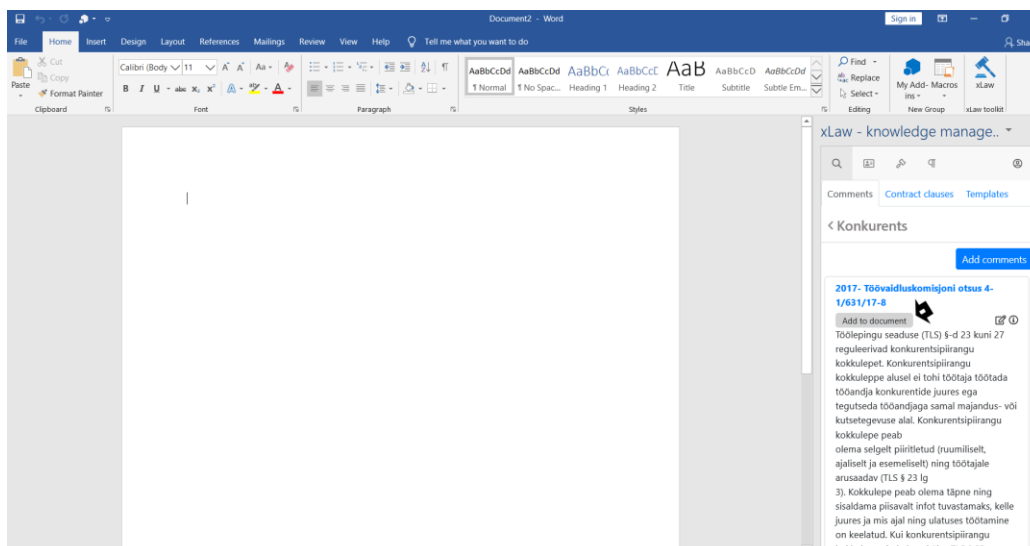 Document2 - Word
Sign in
File Home Insert Design Layout References Mailings Review View Help Tell me what you want to do Sha
Paste
Cut
Copy
Format Painter
Clipboard
Calibri (Body 11
Font
Paragraph
AaBbCcDd AaBbCcDd AaBbC( AaBbCcE AaB AaBbCcD AaBbCcDd
¶ Normal ¶ No Spac... Heading 1 Heading 2 Title Subtitle Subtle Em...
Styles
Find
Replace
Select
Editing
My Add-ins
Macros
New Group
xLaw
xLaw toolkit
xLaw - knowledge manage..
Comments Contract clauses Templates
< Konkurents
Add comments
2017- Töövaidluskomisjoni otsus 4-
1/631/17-8
Add to document
Töölepingu seaduse (TLS) §-d 23 kuni 27
reguleerivad konkurentsipiirangu
kokkulepet. Konkurentsipiirangu
kokkuleppe alusel ei tohi töötaja töötada
tööandja konkurentide juures ega
tegutseda tööandjaga samal majandus- või
kutsetegevuse alal. Konkurentsipiirangu
kokkulepe peab
olema selgelt piiritletud (ruumiliselt,
ajaliselt ja esemeliselt) ning töötajale
arusaadav (TLS § 23 lg
3). Kokkulepe peab olema täpne ning
sisaldama piisavalt infot tuvastamaks, kelle
juures ja mis ajal ning ulatuses töötamine
on keelatud. Kui konkurentsipiirangu